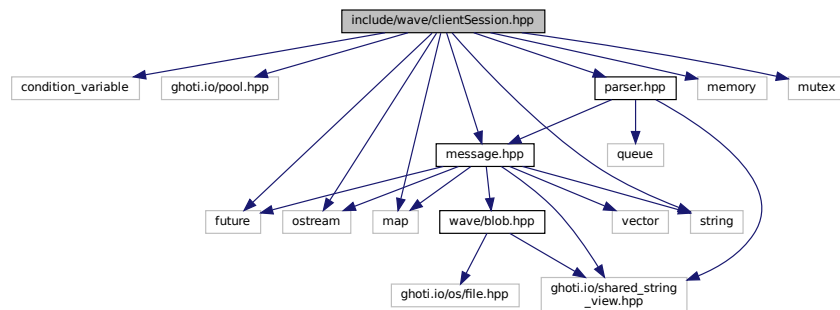 include/wave/clientSession.hpp
condition_variable
ghoti.io/pool.hpp
parser.hpp
memory
mutex
message.hpp
queue
future
ostream
map
wave/blob.hpp
vector
string
ghoti.io/os/file.hpp
ghoti.io/shared_string
_view.hpp